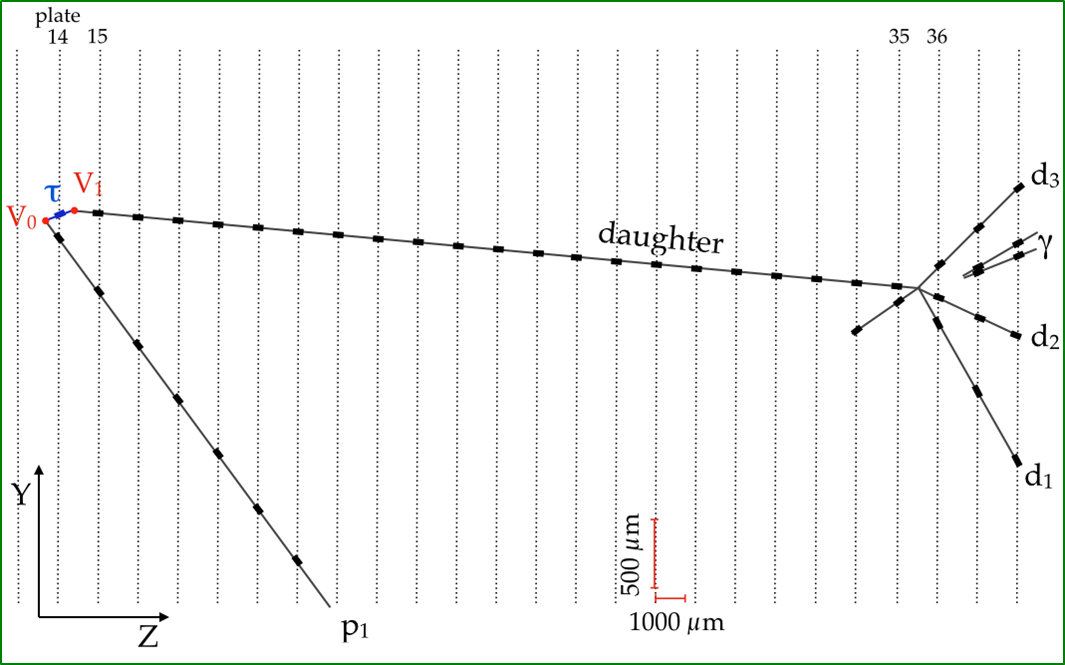 plate
14 15 35 36
d₃
τ V₁
V₀
daughter
γ
d₂
d₁
Y
500 μm
1000 μm
p₁
Z